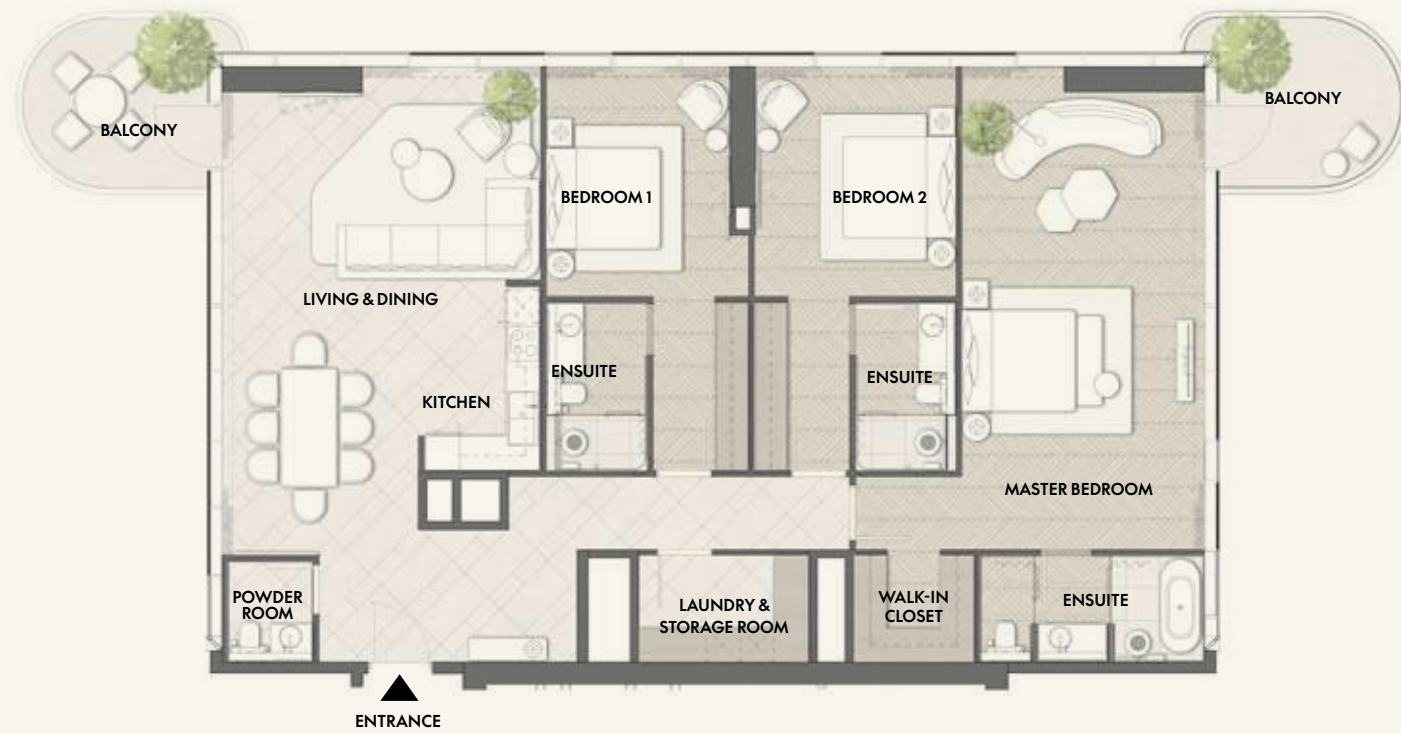 BALCONY
BALCONY
BEDROOM 1
BEDROOM 2
LIVING & DINING
ENSUITE
ENSUITE
KITCHEN
MASTER BEDROOM
POWDER
ROOM
LAUNDRY &
STORAGE ROOM
WALK-IN
CLOSET
ENSUITE
ENTRANCE